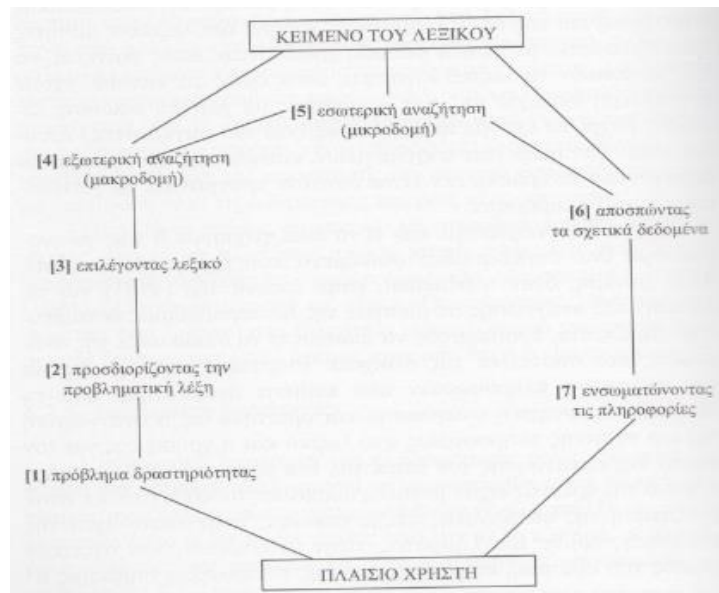 ΚΕΙΜΕΝΟ ΤΟΥ ΛΕΞΙΚΟΥ
[5] εσωτερική αναζήτηση
(μικροδομή)
[4] εξωτερική αναζήτηση
(μακροδομή)
[6] αποσπώντας
τα σχετικά δεδομένα
[3] επιλέγοντας λεξικό
[2] προσδιορίζοντας την
προβληματική λέξη
[7] ενσωματώνοντας
τις πληροφορίες
[1] πρόβλημα δραστηριότητας
ΠΛΑΙΣΙΟ ΧΡΗΣΤΗ